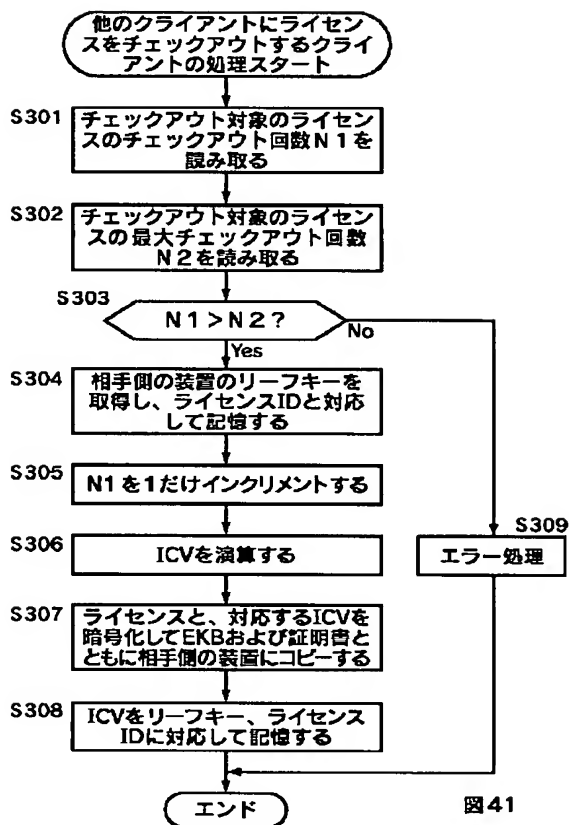 他のクライアントにライセン
スをチェックアウトするクライ
アントの処理スタート
S301
チェックアウト対象のライセン
スのチェックアウト回数N1を
読み取る
S302
チェックアウト対象のライセン
スの最大チェックアウト回数
N2を読み取る
S303
N1>N2?
No
Yes
S304
相手側の装置のリーフキーを
取得し、ライセンスIDと対応
して記憶する
S305
N1を1だけインクリメントする
S309
エラー処理
S306
ICVを演算する
S307
ライセンスと、対応するICVを
暗号化してEKBおよび証明書と
ともに相手側の装置にコピーする
S308
ICVをリーフキー、ライセンス
IDに対応して記憶する
エンド
図41